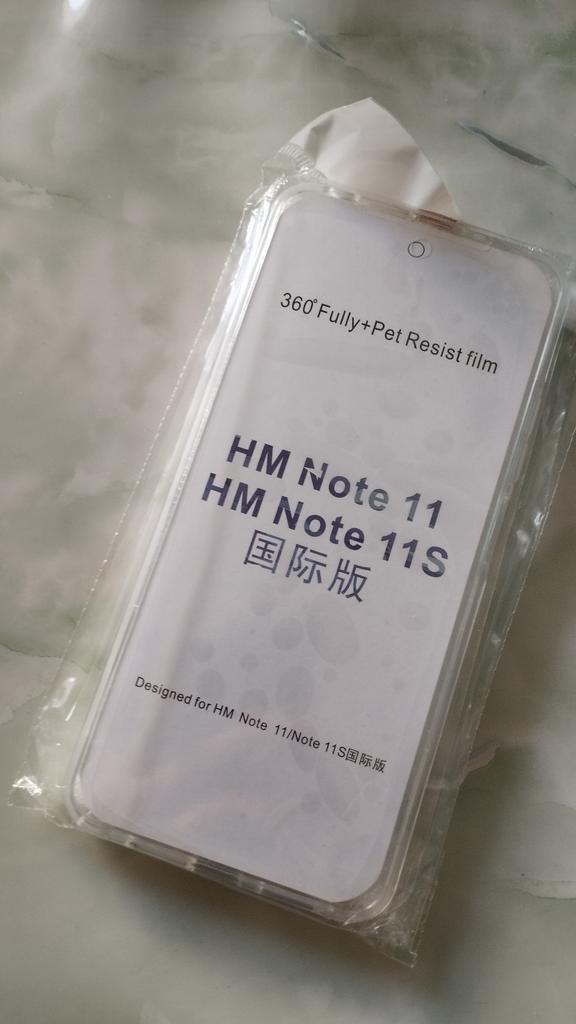 360°Fully+Pet Resist film
HM Note 11
HM Note 11S
国际版
Designed for HM Note 11/Note 11S国际版